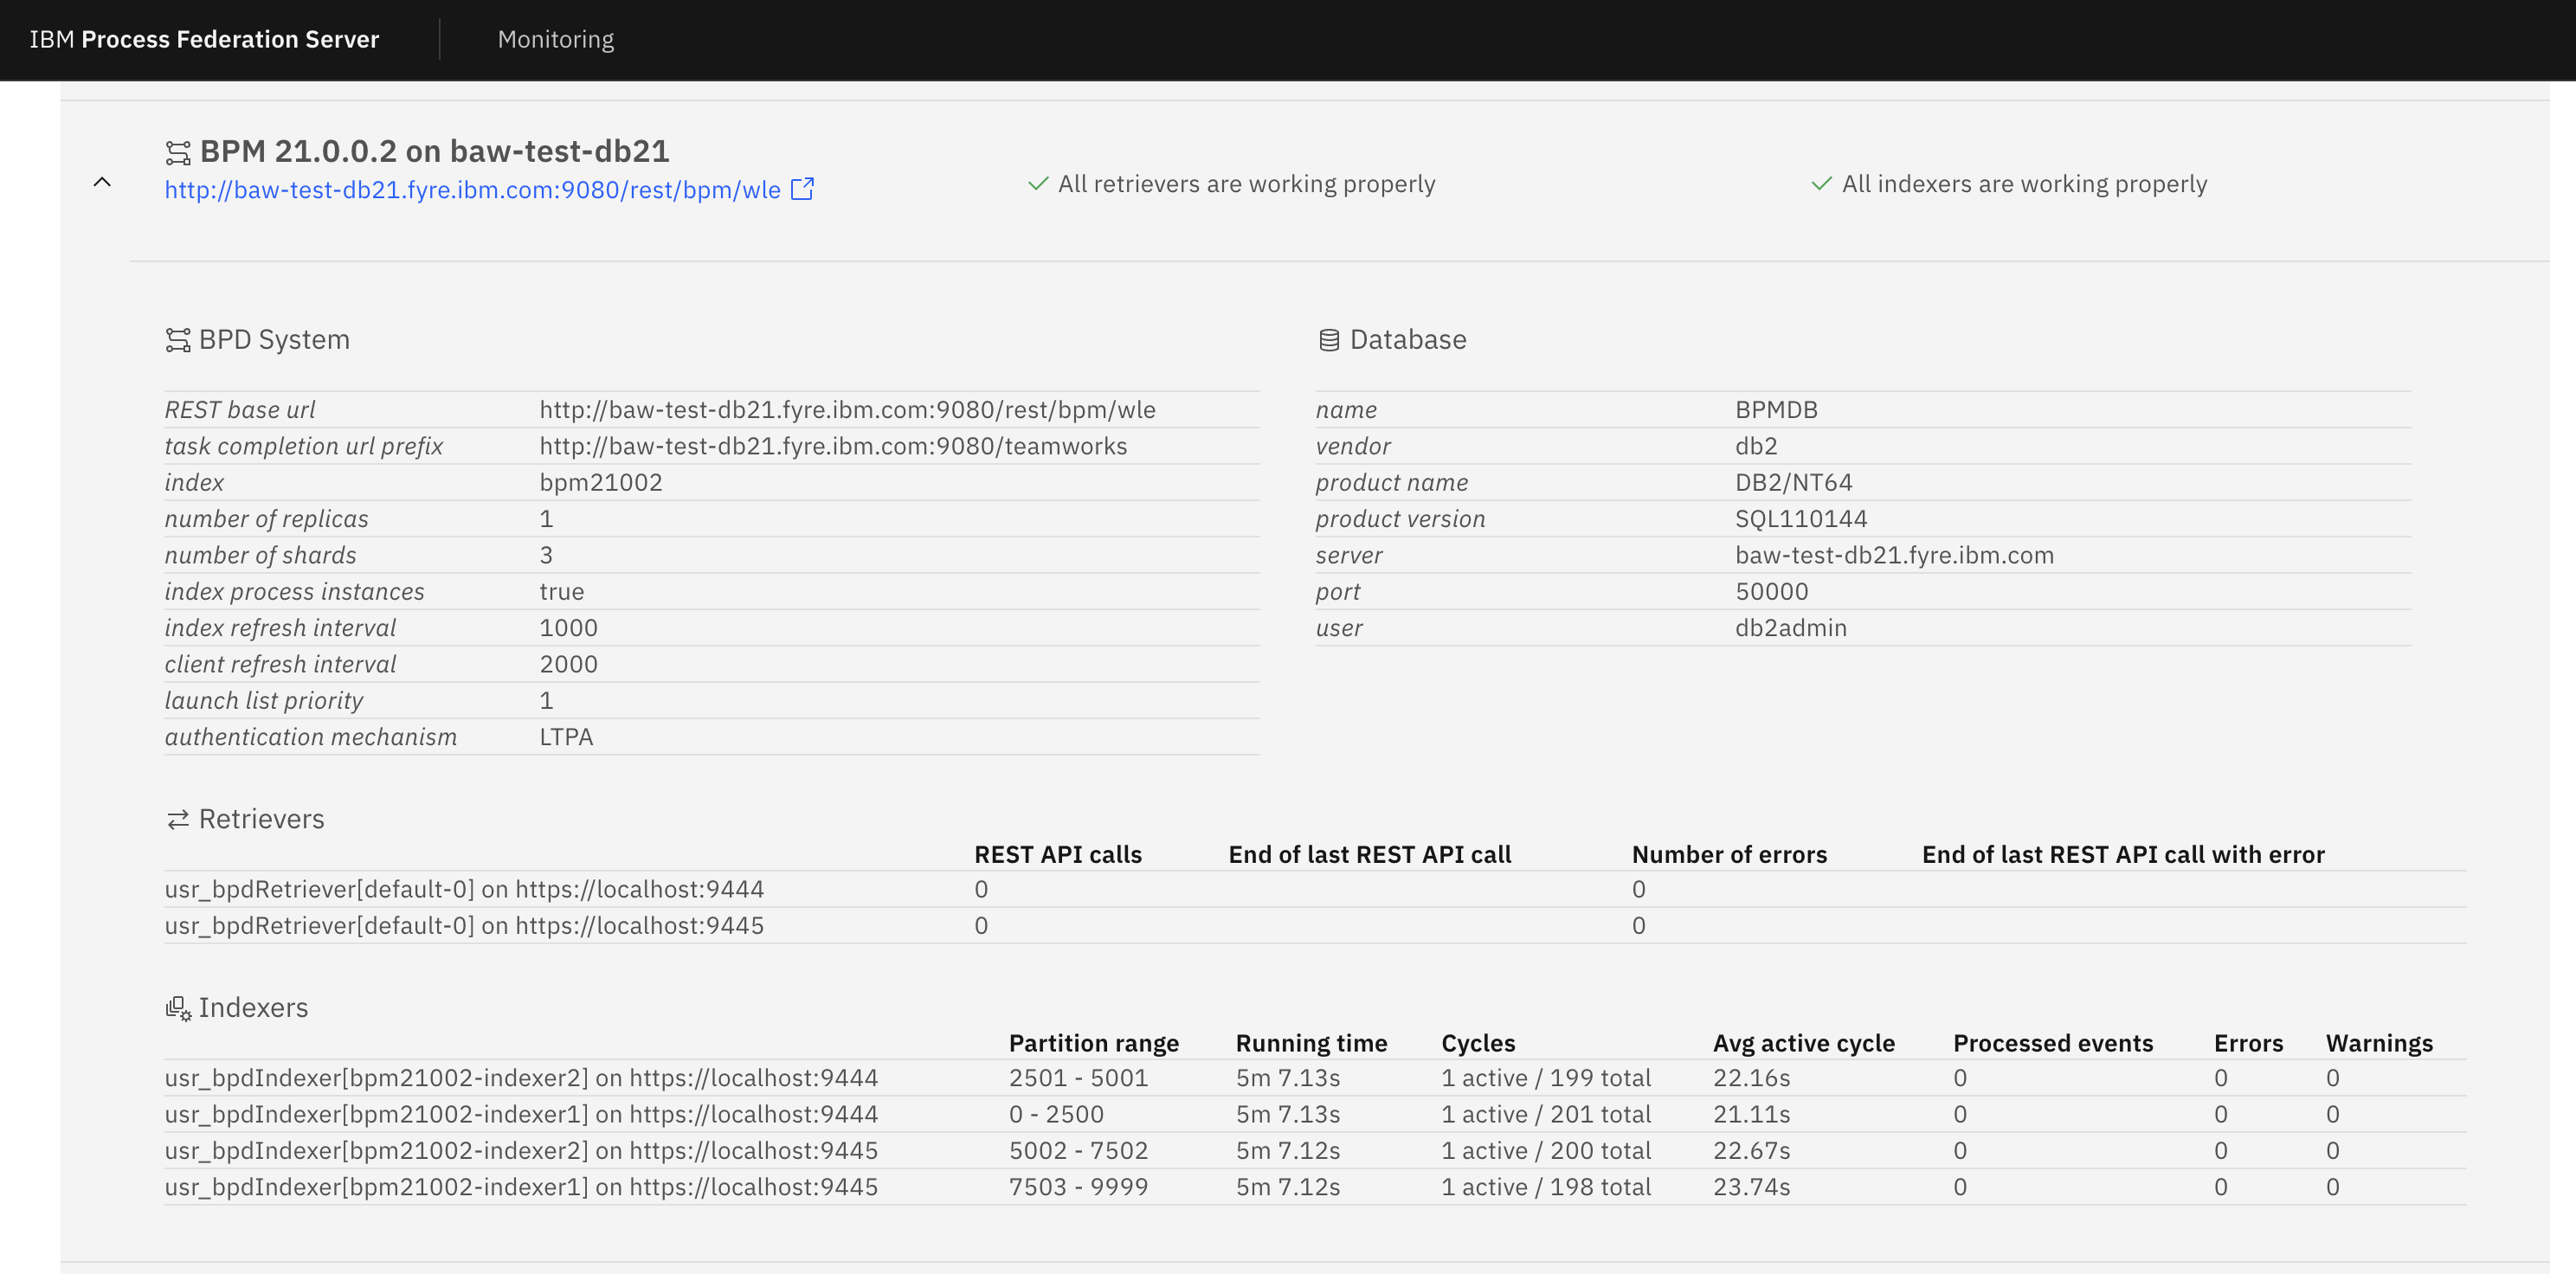 IBM Process Federation Server Monitoring
BPM 21.0.0.2 on baw-test-db21
http://baw-test-db21.fyre.ibm.com:9080/rest/bpm/wle
All retrievers are working properly
All indexers are working properly
BPD System
REST base url http://baw-test-db21.fyre.ibm.com:9080/rest/bpm/wle
task completion url prefix http://baw-test-db21.fyre.ibm.com:9080/teamworks
index bpm21002
number of replicas 1
number of shards 3
index process instances true
index refresh interval 1000
client refresh interval 2000
launch list priority 1
authentication mechanism LTPA
Database
name BPMDB
vendor db2
product name DB2/NT64
product version SQL110144
server baw-test-db21.fyre.ibm.com
port 50000
user db2admin
Retrievers
REST API calls End of last REST API call Number of errors End of last REST API call with error
usr_bpdRetriever[default-0] on https://localhost:9444 0 0
usr_bpdRetriever[default-0] on https://localhost:9445 0 0
Indexers
Partition range Running time Cycles Avg active cycle Processed events Errors Warnings
usr_bpdIndexer[bpm21002-indexer2] on https://localhost:9444 2501 - 5001 5m 7.13s 1 active / 199 total 22.16s 0 0 0
usr_bpdIndexer[bpm21002-indexer1] on https://localhost:9444 0 - 2500 5m 7.13s 1 active / 201 total 21.11s 0 0 0
usr_bpdIndexer[bpm21002-indexer2] on https://localhost:9445 5002 - 7502 5m 7.12s 1 active / 200 total 22.67s 0 0 0
usr_bpdIndexer[bpm21002-indexer1] on https://localhost:9445 7503 - 9999 5m 7.12s 1 active / 198 total 23.74s 0 0 0